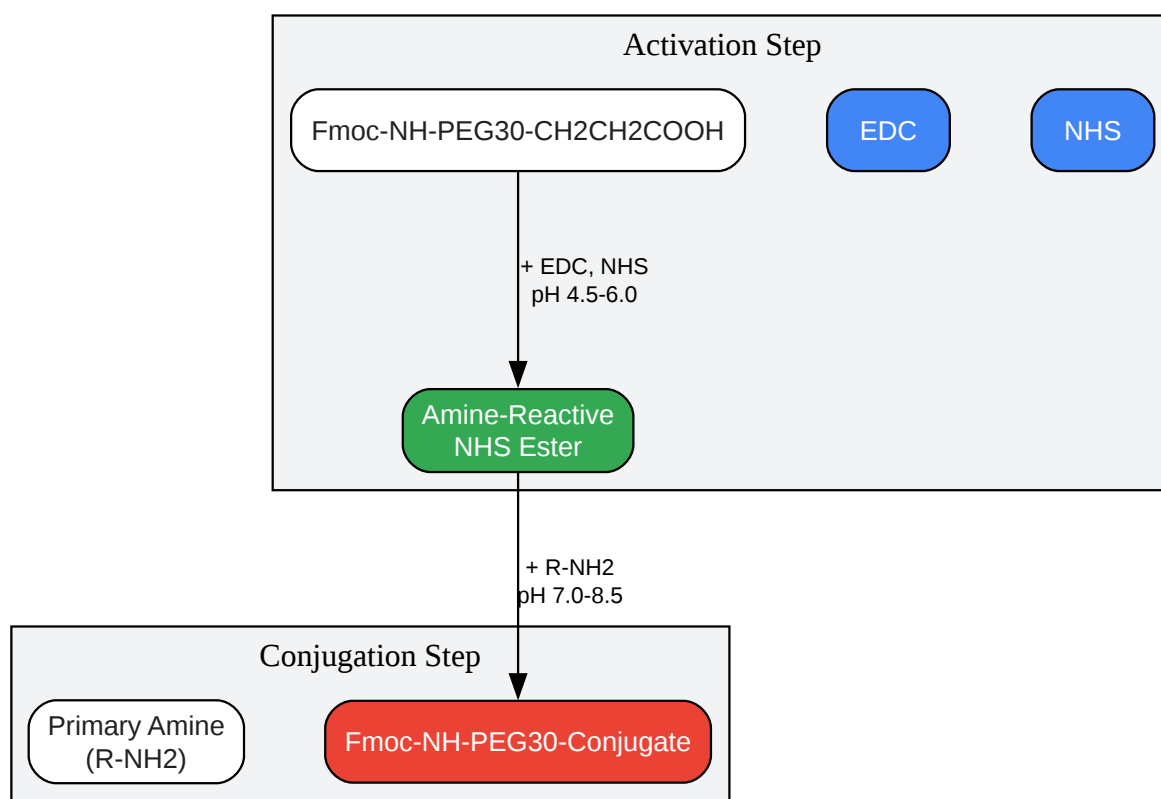 Activation Step
Fmoc-NH-PEG30-CH2CH2COOH
EDC
NHS
+ EDC, NHS
pH 4.5-6.0
Amine-Reactive
NHS Ester
+ R-NH2
pH 7.0-8.5
Conjugation Step
Primary Amine
(R-NH2)
Fmoc-NH-PEG30-Conjugate